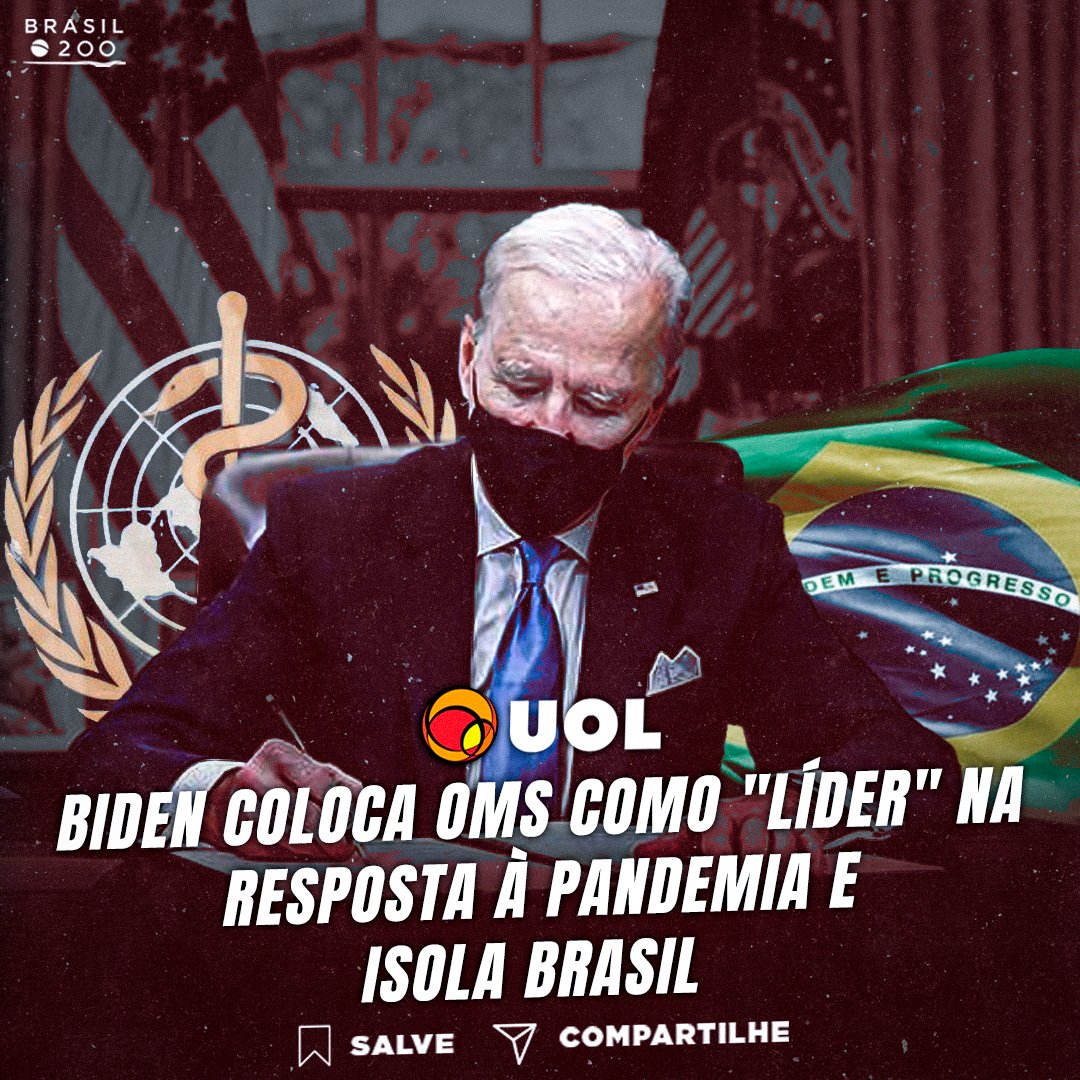 BRASIL
200
DEM E PROGRESSO
UOL
BIDEN COLOCA OMS COMO "LÍDER" NA
RESPOSTA À PANDEMIA E
ISOLA BRASIL
SALVE
COMPARTILHE